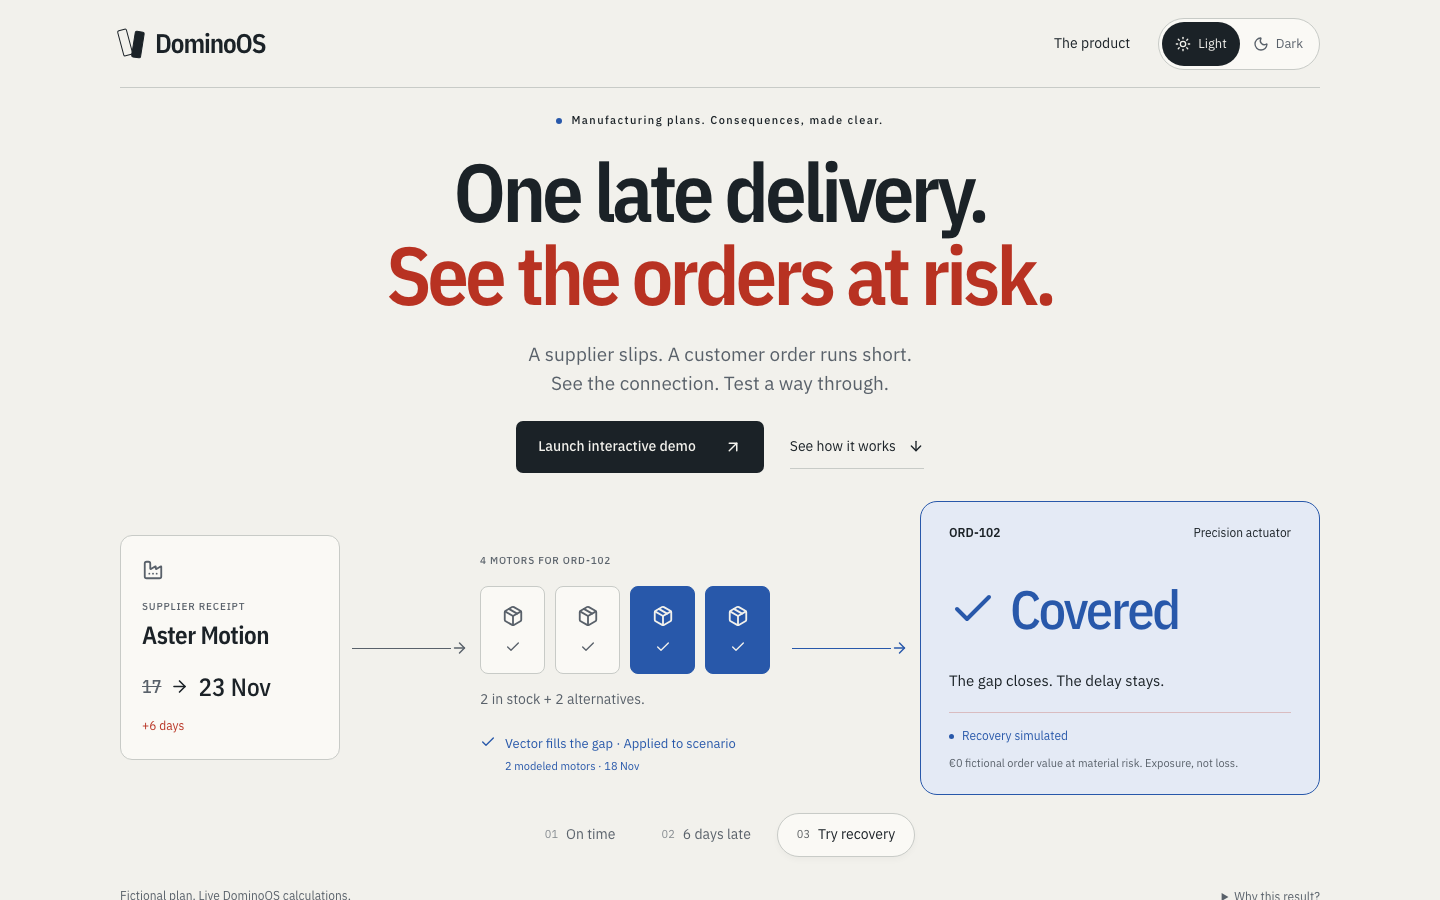 DominoOS
The product
Light
Dark
Manufacturing plans. Consequences, made clear.
One late delivery.
See the orders at risk.
A supplier slips. A customer order runs short.
See the connection. Test a way through.
Launch interactive demo
See how it works
SUPPLIER RECEIPT
Aster Motion
17 → 23 Nov
+6 days
4 MOTORS FOR ORD-102
2 in stock + 2 alternatives.
Vector fills the gap · Applied to scenario
2 modeled motors · 18 Nov
ORD-102
Precision actuator
Covered
The gap closes. The delay stays.
Recovery simulated
€0 fictional order value at material risk. Exposure, not loss.
01 On time
02 6 days late
03 Try recovery
Fictional plan. Live DominoOS calculations.
Why this result?